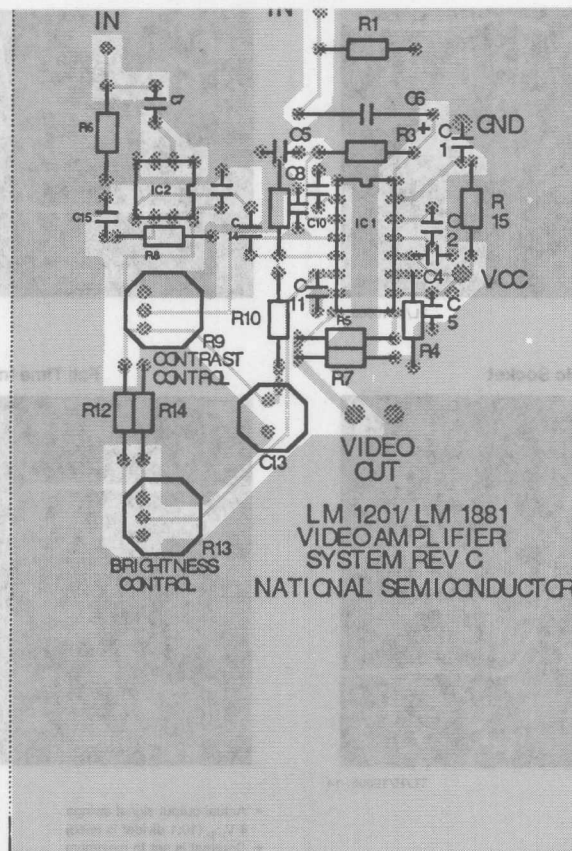 IN
IN
R1
C7
C6
R6
C5
R3
+
GND
C
1
IC2
C8
IC1
R
15
C15
C
14
C10
C
2
R8
C4
VCC
C
11
R10
R5
C
5
R4
R9
CONTRAST
CONTROL
R7
R12
R14
VIDEO
OUT
C13
LM 1201/ LM 1881
VIDEO AMPLIFIER
SYSTEM REV C
NATIONAL SEMICONDUCTOR
R13
BRIGHTNESS
CONTROL